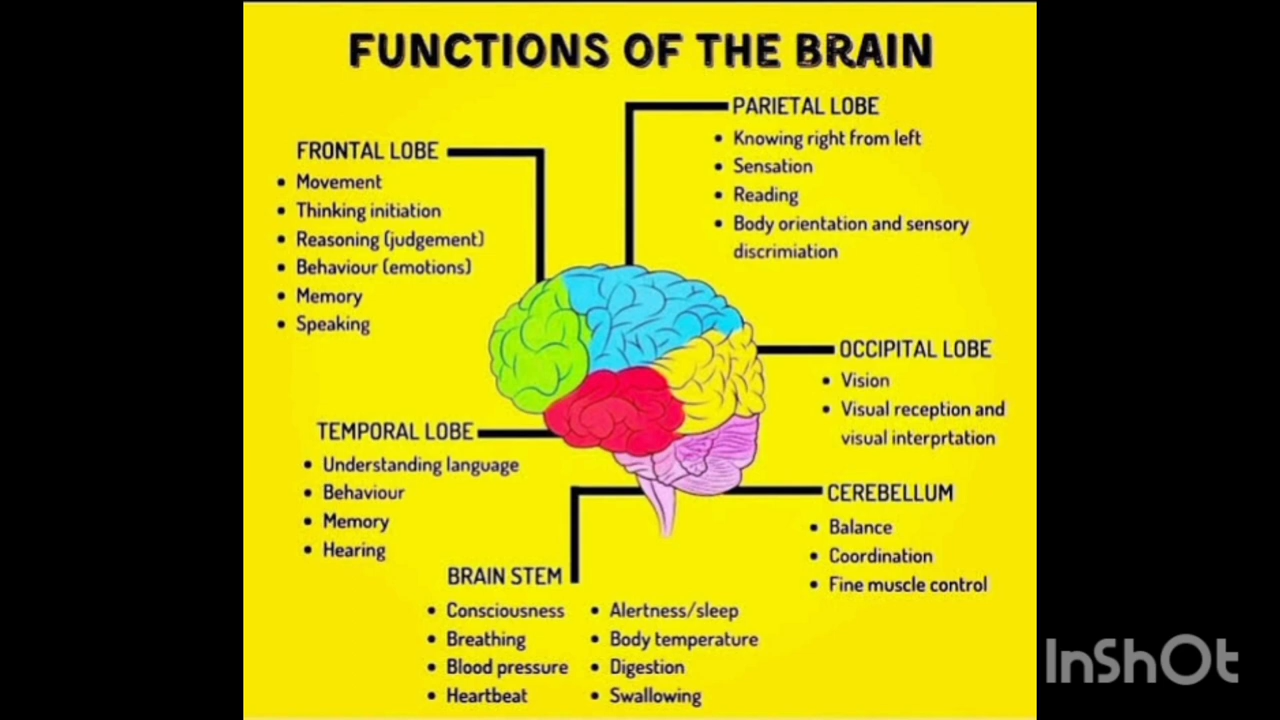 FUNCTIONS OF THE BRAIN
FRONTAL LOBE
• Movement
• Thinking initiation
• Reasoning (judgement)
• Behaviour (emotions)
• Memory
• Speaking
PARIETAL LOBE
• Knowing right from left
• Sensation
• Reading
• Body orientation and sensory
discrimiation
OCCIPITAL LOBE
• Vision
• Visual reception and
visual interprtation
TEMPORAL LOBE
• Understanding language
• Behaviour
• Memory
• Hearing
CEREBELLUM
• Balance
• Coordination
• Fine muscle control
BRAIN STEM
• Consciousness
• Breathing
• Blood pressure
• Heartbeat
• Alertness/sleep
• Body temperature
• Digestion
• Swallowing
InShOt